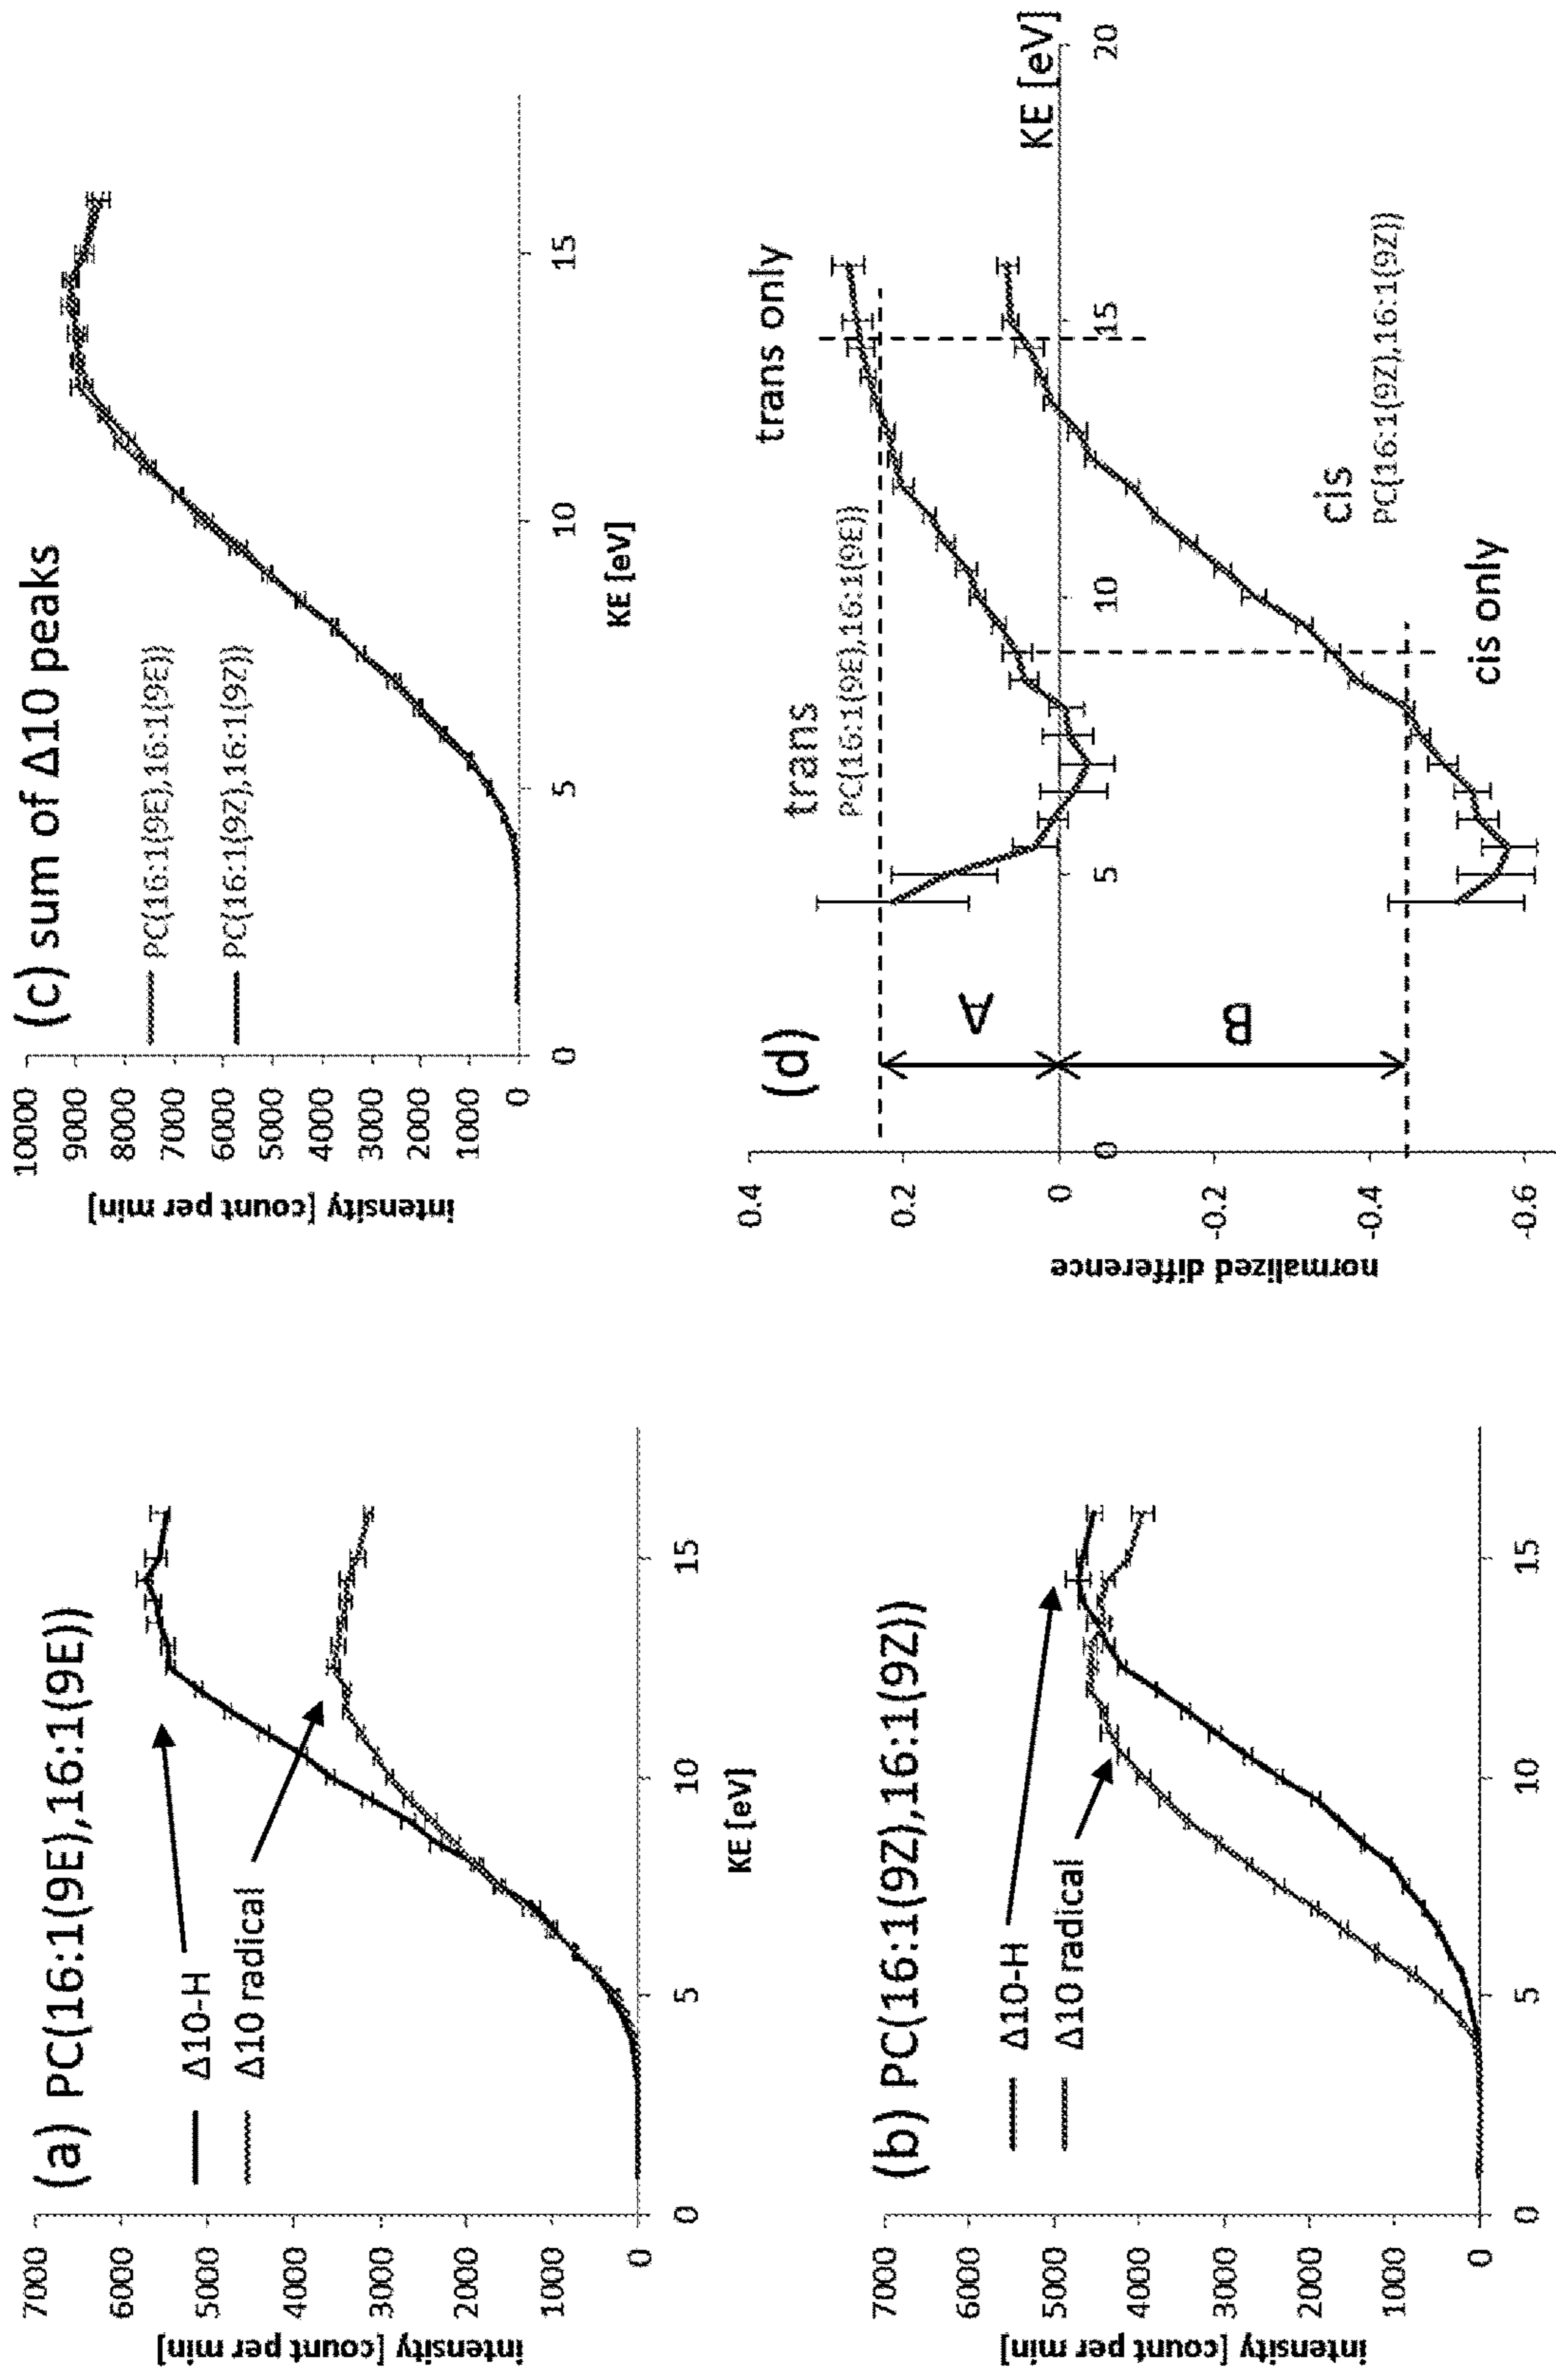 (a) PC(16:1(9E),16:1(9E))
Δ10-H
Δ10 radical
7000
6000
5000
4000
3000
2000
1000
0
intensity [count per min]
0
5
10
15
KE [eV]
(b) PC(16:1(9Z),16:1(9Z))
Δ10-H
Δ10 radical
7000
6000
5000
4000
3000
2000
1000
0
intensity [count per min]
0
5
10
15
(c) sum of Δ10 peaks
PC(16:1(9E),16:1(9E))
PC(16:1(9Z),16:1(9Z))
10000
9000
8000
7000
6000
5000
4000
3000
2000
1000
0
intensity [count per min]
0
5
10
15
KE [eV]
(d)
trans
PC(16:1(9E),16:1(9E))
trans only
A
B
KE [eV]
0.4
0.2
0
-0.2
-0.4
-0.6
normalized difference
0
5
10
15
20
cis
PC(16:1(9Z),16:1(9Z))
cis only